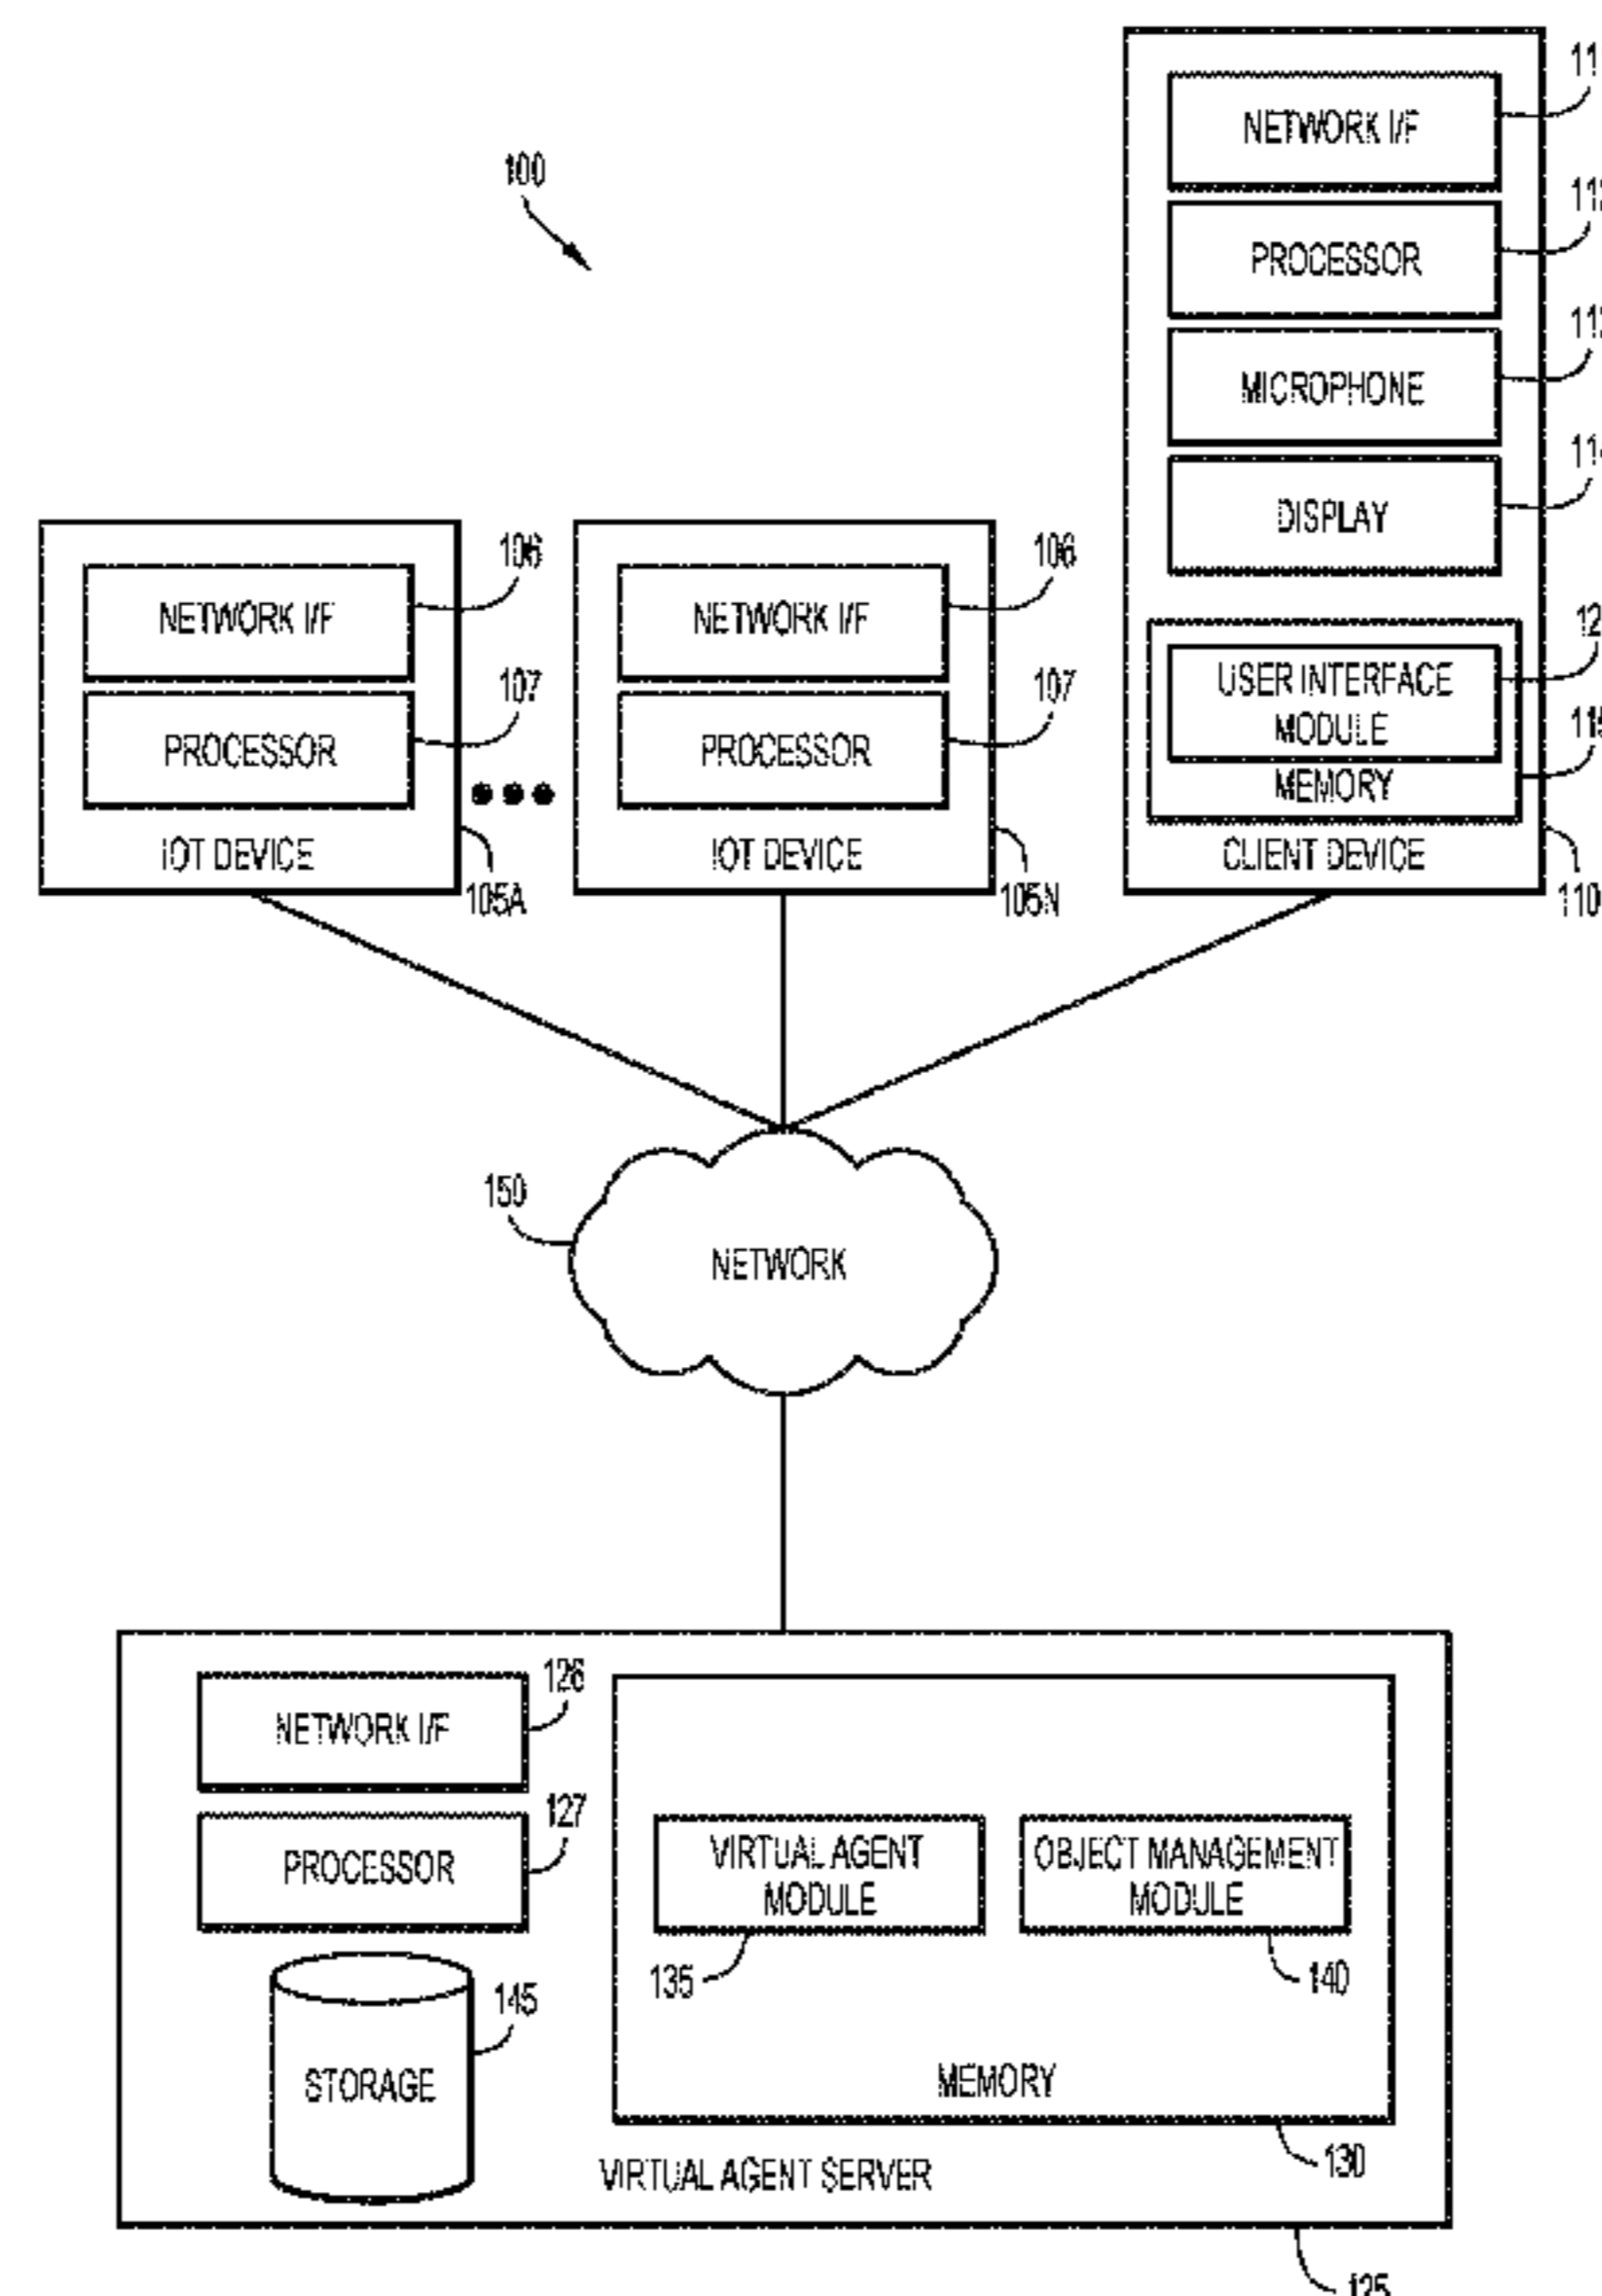 100
NETWORK I/F
PROCESSOR
MICROPHONE
DISPLAY
USER INTERFACE
MODULE
MEMORY
CLIENT DEVICE
110
NETWORK I/F
106
PROCESSOR
107
IOT DEVICE
105A
NETWORK I/F
106
PROCESSOR
107
IOT DEVICE
105N
150
NETWORK
NETWORK I/F
126
PROCESSOR
127
STORAGE
145
VIRTUAL AGENT
MODULE
135
OBJECT MANAGEMENT
MODULE
140
MEMORY
130
VIRTUAL AGENT SERVER
125